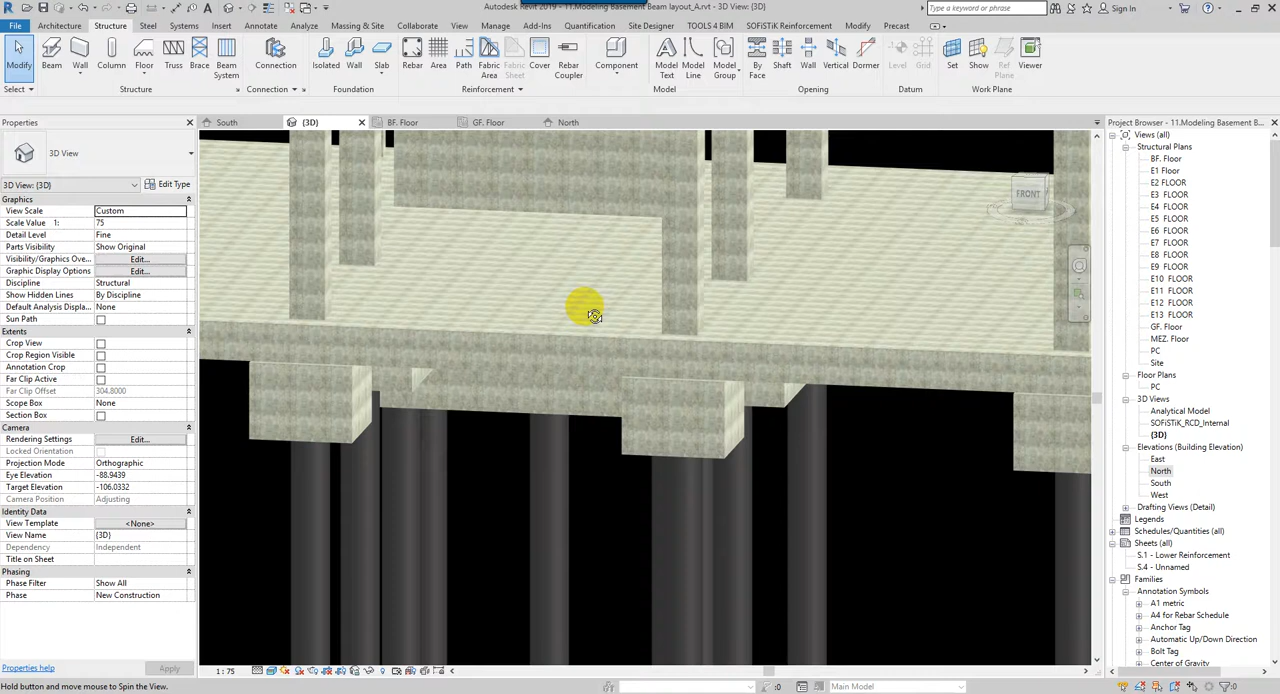 Autodesk Revit 2019 - 11.Modeling Basement Beam layout_A.rvt - 3D View: {3D}
Type a keyword or phrase
Sign In
File Architecture Structure Steel Systems Insert Annotate Analyze Massing & Site Collaborate View Manage Add-Ins Quantification Site Designer TOOLS 4 BIM SOFiSTiK Reinforcement Modify Precast
Modify Beam Wall Column Floor Truss Brace Beam System Connection Isolated Wall Slab Rebar Area Path Fabric Area Fabric Sheet Cover Rebar Coupler Component Model Text Model Line Model Group By Face Shaft Wall Vertical Dormer Level Grid Set Show Ref Plane Viewer
Select Structure Connection Foundation Reinforcement Model Opening Datum Work Plane
Properties
South
{3D}
BF. Floor
GF. Floor
North
Project Browser - 11.Modeling Basement B...
3D View
3D View: {3D}
Edit Type
Graphics
View Scale Custom
Scale Value 1: 75
Detail Level Fine
Parts Visibility Show Original
Visibility/Graphics Ove... Edit...
Graphic Display Options Edit...
Discipline Structural
Show Hidden Lines By Discipline
Default Analysis Displa... None
Sun Path
Extents
Crop View
Crop Region Visible
Annotation Crop
Far Clip Active
Far Clip Offset 304.8000
Scope Box None
Section Box
Camera
Rendering Settings Edit...
Locked Orientation
Projection Mode Orthographic
Eye Elevation -88.9439
Target Elevation -106.0332
Camera Position Adjusting
Identity Data
View Template <None>
View Name {3D}
Dependency Independent
Title on Sheet
Phasing
Phase Filter Show All
Phase New Construction
Properties help
Apply
FRONT
Views (all)
Structural Plans
BF. Floor
E1 Floor
E2 FLOOR
E3 FLOOR
E4 FLOOR
E5 FLOOR
E6 FLOOR
E7 FLOOR
E8 FLOOR
E9 FLOOR
E10 FLOOR
E11 FLOOR
E12 FLOOR
E13 FLOOR
GF. Floor
MEZ. Floor
PC
Site
Floor Plans
PC
3D Views
Analytical Model
SOFiSTiK_RCD_Internal
{3D}
Elevations (Building Elevation)
East
North
South
West
Drafting Views (Detail)
Legends
Schedules/Quantities (all)
Sheets (all)
S.1 - Lower Reinforcement
S.4 - Unnamed
Families
Annotation Symbols
A1 metric
A4 for Rebar Schedule
Anchor Tag
Automatic Up/Down Direction
Bolt Tag
Center of Gravity
1 : 75
Hold button and move mouse to Spin the View.
:0
Main Model
:0